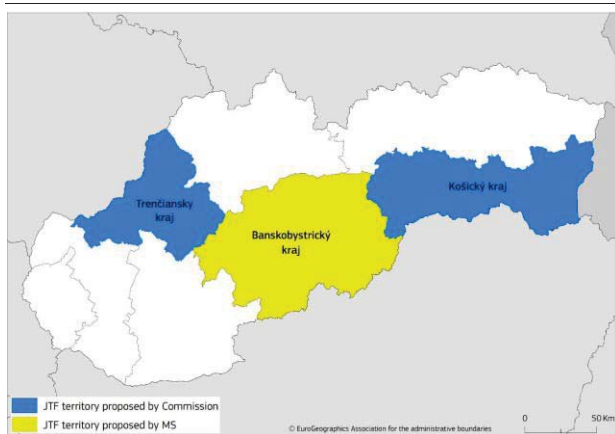 Trenčiansky
kraj
Košický kraj
Banskobystrický
kraj
JTF territory proposed by Commission
JTF territory proposed by MS
© EuroGeographics Association for the administrative boundaries
0 50 Km